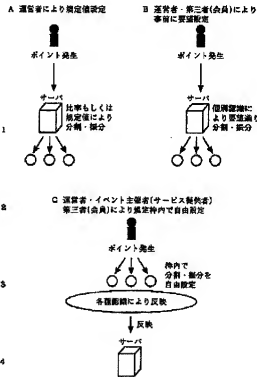 A 運営者により規定値設定
ポイント発生
サーバ
比率もしくは
規定値により
分割・振分
B 運営者・第三者(会員)により
事前に要望設定
ポイント発生
サーバ
個別認識に
より要望通り
分割・振分
1
2
C 運営者・イベント主催者(サービス提供者)
第三者(会員)により規定枠内で自由設定
ポイント発生
枠内で
分割・振分を
自由設定
3
各種認識により反映
反映
サーバ
4